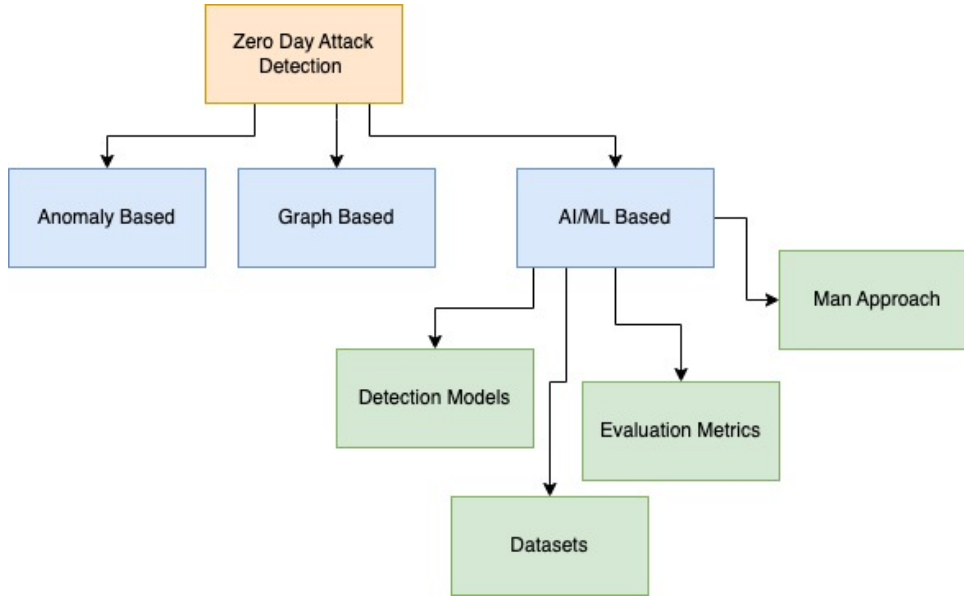 Zero Day Attack
Detection
Anomaly Based
Graph Based
AI/ML Based
Man Approach
Detection Models
Evaluation Metrics
Datasets